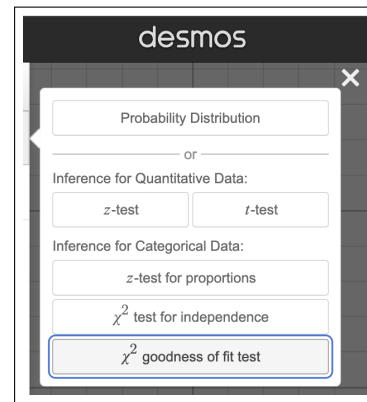 desmos
Probability Distribution
or
Inference for Quantitative Data:
z-test t-test
Inference for Categorical Data:
z-test for proportions
χ² test for independence
χ² goodness of fit test